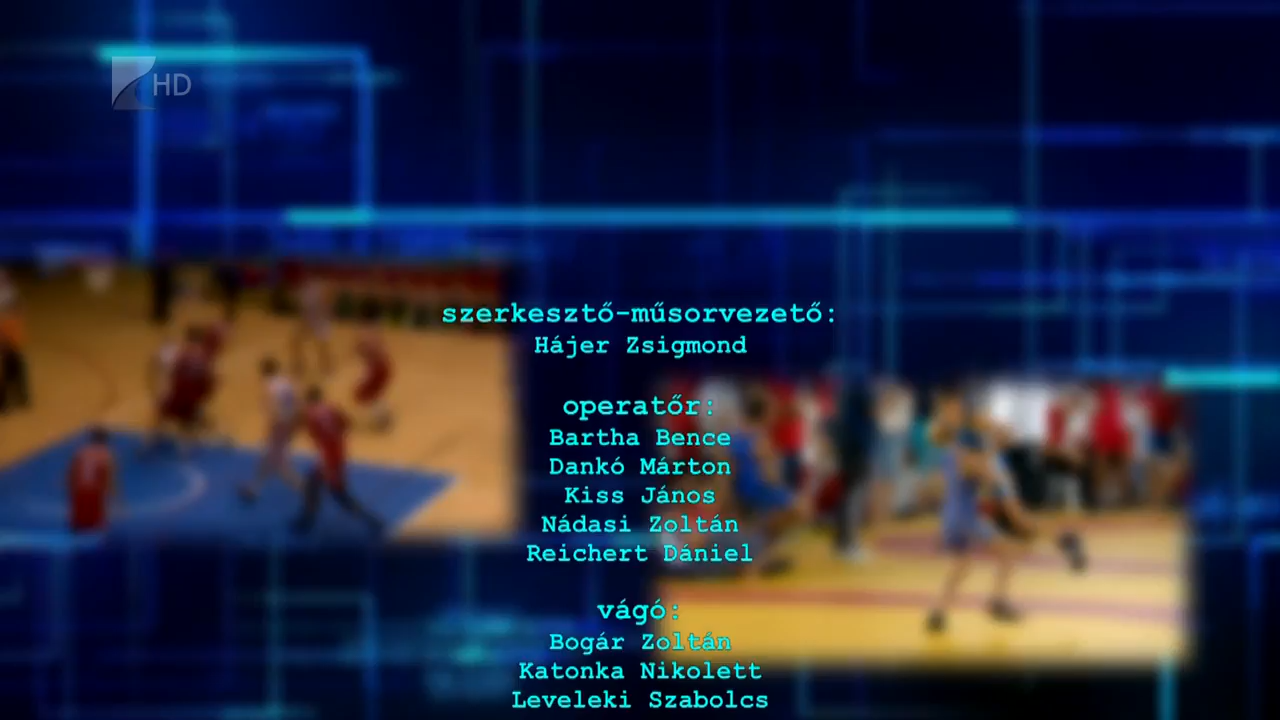 HD
szerkesztő-műsorvezető:
Hájer Zsigmond
operatőr:
Bartha Bence
Dankó Márton
Kiss János
Nádasi Zoltán
Reichert Dániel
vágó:
Bogár Zoltán
Katonka Nikolett
Leveleki Szabolcs